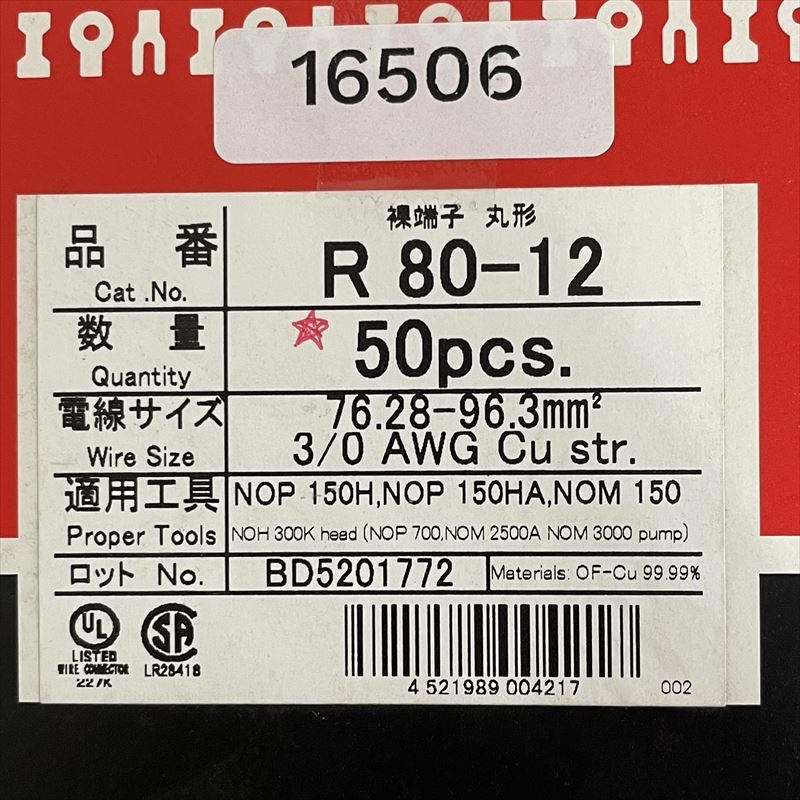 16506
裸端子 丸形
品番 R 80-12
Cat .No.
数量 50pcs.
Quantity
電線サイズ 76.28-96.3mm²
Wire Size 3/0 AWG Cu str.
適用工具 NOP 150H,NOP 150HA,NOM 150
Proper Tools NOH 300K head (NOP 700,NOM 2500A NOM 3000 pump)
ロット No. BD5201772 Materials: OF-Cu 99.99%
UL SA
LISTED LR28418
WIRE CONNECTOR
227K
4 521989 004217 002